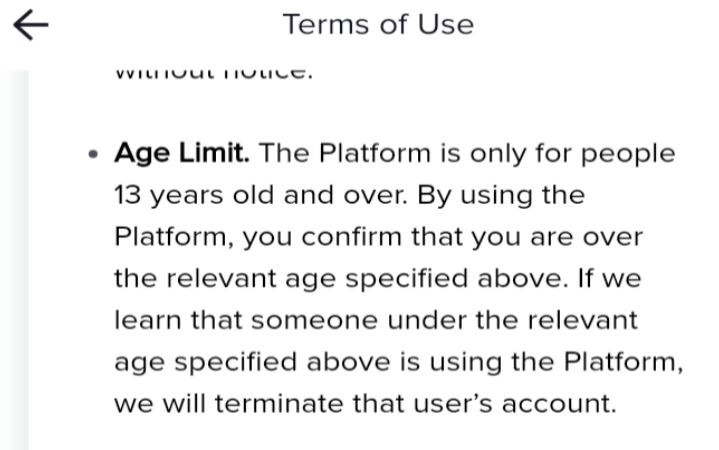 Terms of Use
without notice.
• Age Limit. The Platform is only for people
13 years old and over. By using the
Platform, you confirm that you are over
the relevant age specified above. If we
learn that someone under the relevant
age specified above is using the Platform,
we will terminate that user's account.